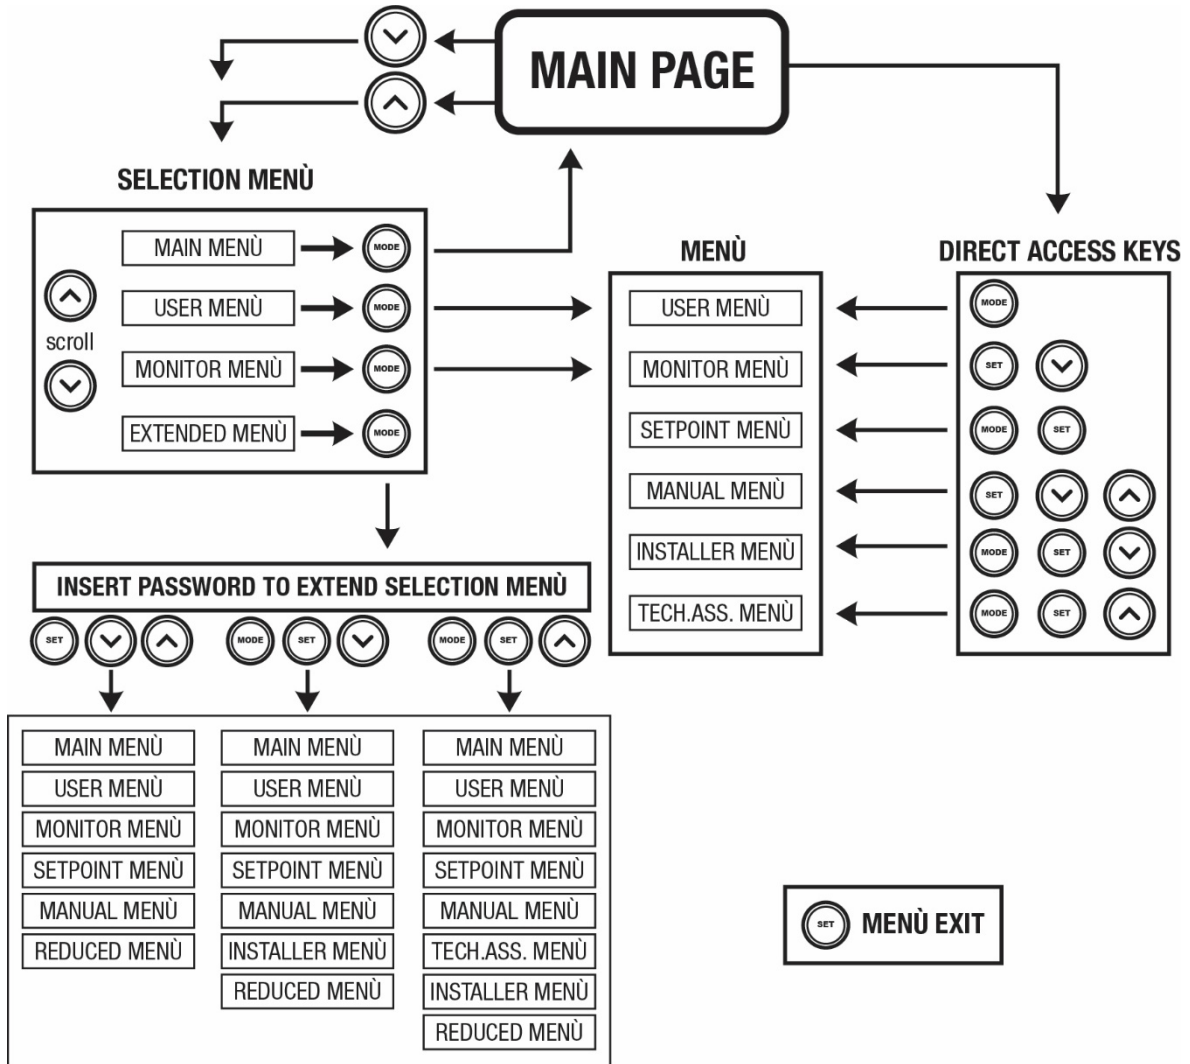 MAIN PAGE
SELECTION MENÙ
MAIN MENÙ MODE
USER MENÙ MODE
scroll
MONITOR MENÙ MODE
EXTENDED MENÙ MODE
MENÙ
USER MENÙ
MONITOR MENÙ
SETPOINT MENÙ
MANUAL MENÙ
INSTALLER MENÙ
TECH.ASS. MENÙ
DIRECT ACCESS KEYS
MODE
SET
MODE SET
SET
MODE SET
MODE SET
INSERT PASSWORD TO EXTEND SELECTION MENÙ
SET MODE SET MODE SET
MAIN MENÙ
USER MENÙ
MONITOR MENÙ
SETPOINT MENÙ
MANUAL MENÙ
REDUCED MENÙ
MAIN MENÙ
USER MENÙ
MONITOR MENÙ
SETPOINT MENÙ
MANUAL MENÙ
INSTALLER MENÙ
REDUCED MENÙ
MAIN MENÙ
USER MENÙ
MONITOR MENÙ
SETPOINT MENÙ
MANUAL MENÙ
TECH.ASS. MENÙ
INSTALLER MENÙ
REDUCED MENÙ
SET MENÙ EXIT